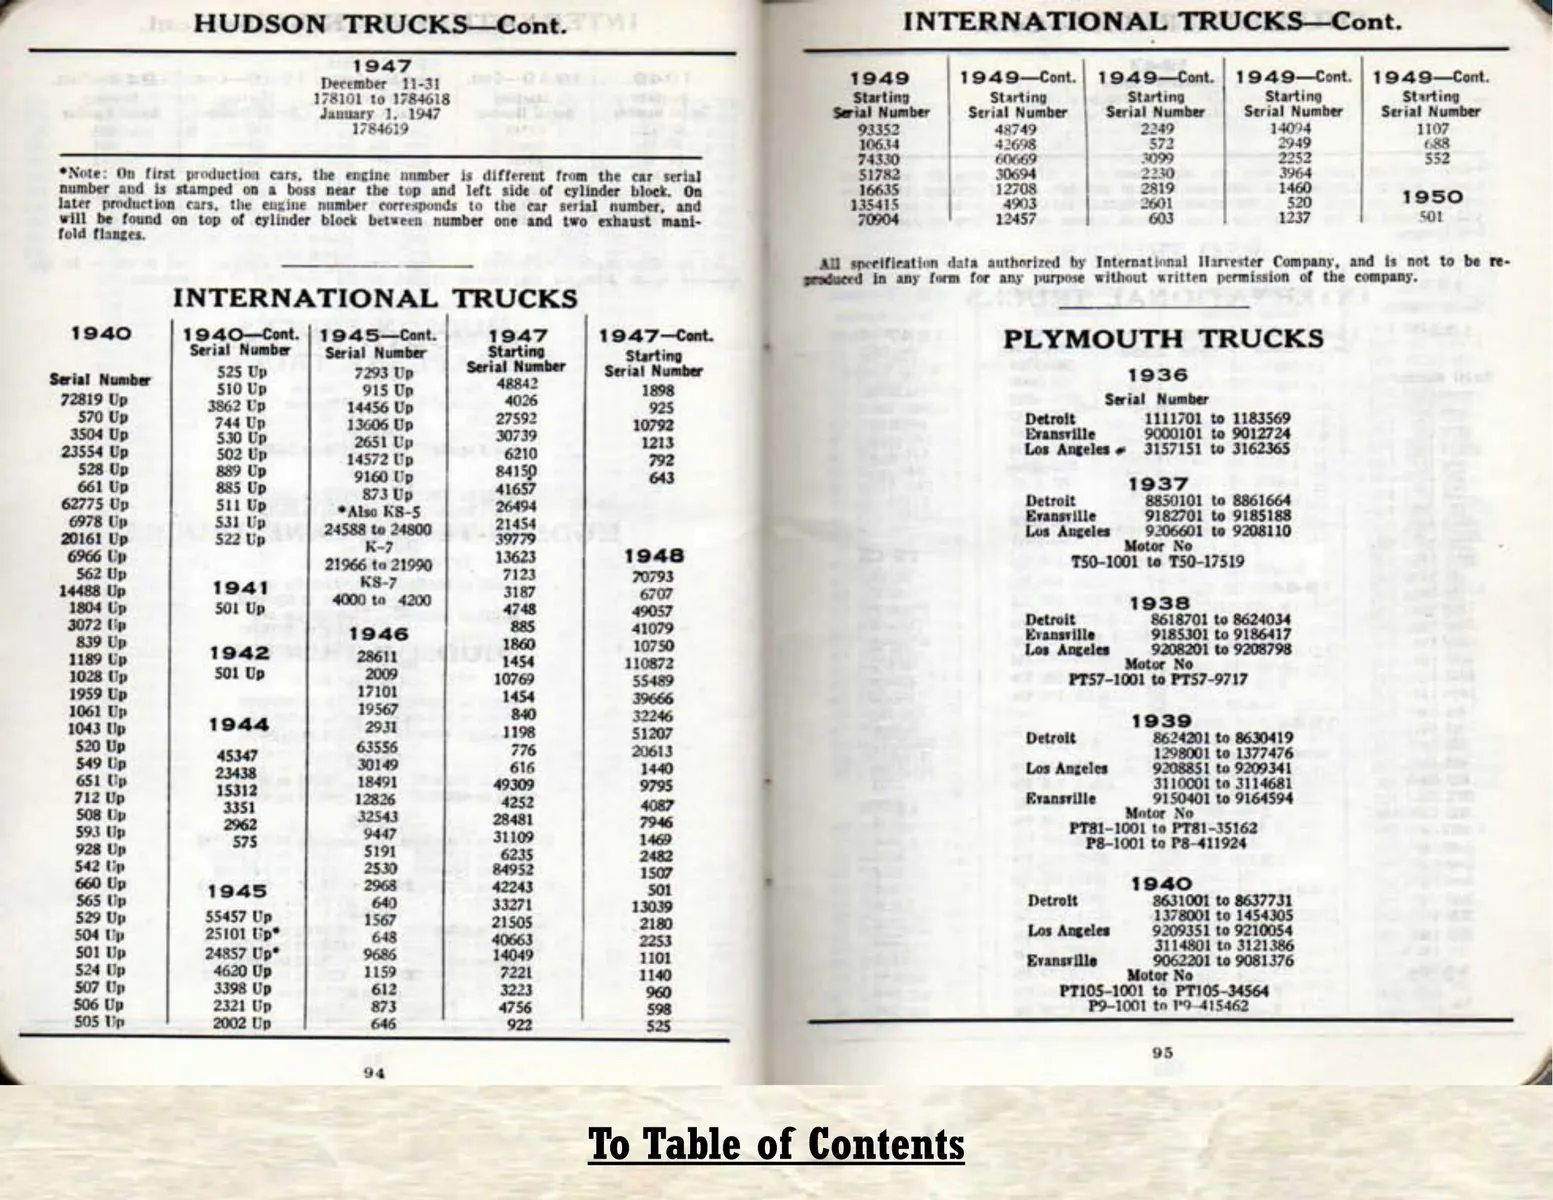 HUDSON TRUCKS—Cont.
1947
December 11-31
178101 to 1784618
January 1, 1947
1784619
*Note: On first production cars, the engine number is different from the car serial
number and is stamped on a boss near the top and left side of cylinder block. On
later production cars, the engine number corresponds to the car serial number, and
will be found on top of cylinder block between number one and two exhaust mani-
fold flanges.
INTERNATIONAL TRUCKS
1940
Serial Number
72819 Up
570 Up
3504 Up
23554 Up
528 Up
661 Up
62775 Up
6978 Up
20161 Up
6966 Up
562 Up
14488 Up
1804 Up
3072 Up
839 Up
1189 Up
1028 Up
1959 Up
1061 Up
1043 Up
520 Up
549 Up
651 Up
712 Up
508 Up
593 Up
928 Up
542 Up
660 Up
565 Up
529 Up
504 Up
501 Up
524 Up
507 Up
506 Up
505 Up
1940—Cont.
Serial Number
525 Up
510 Up
3862 Up
744 Up
530 Up
502 Up
889 Up
885 Up
511 Up
531 Up
522 Up
1941
501 Up
1942
501 Up
1944
45347
23438
15312
3351
2962
575
1945
55457 Up
25101 Up*
24857 Up*
4620 Up
3398 Up
2321 Up
2002 Up
1945—Cont.
Serial Number
7293 Up
915 Up
14456 Up
13606 Up
2651 Up
14572 Up
9160 Up
873 Up
*Also KS-5
24588 to 24800
K-7
21966 to 21990
KS-7
4000 to 4200
1946
28611
2009
17101
19567
2931
63556
30149
18491
12826
32543
9447
5191
2530
2968
640
1567
648
9686
1159
612
873
646
1947
Starting
Serial Number
48842
4026
27592
30739
6210
84150
41657
26494
21454
39779
13623
7123
3187
4748
885
1860
1454
10769
1454
840
1198
776
616
49309
4252
28481
31109
6235
84952
42243
33271
21505
40663
14049
7221
3223
4756
922
1947—Cont.
Starting
Serial Number
1898
925
10792
1213
792
643
1948
70793
6707
49057
41079
10750
110872
55489
39666
32246
51207
20613
1440
9795
4087
7946
1469
2482
1507
501
13039
2180
2253
1101
1140
960
598
525
94
INTERNATIONAL TRUCKS—Cont.
1949
Starting
Serial Number
93352
10634
74330
51782
16635
135415
70904
1949—Cont.
Starting
Serial Number
48749
42698
60669
30694
12708
4903
12457
1949—Cont.
Starting
Serial Number
2249
572
3099
2230
2819
2601
603
1949—Cont.
Starting
Serial Number
14094
2949
2252
3964
1460
520
1237
1949—Cont.
Starting
Serial Number
1107
688
552
1950
501
All specification data authorized by International Harvester Company, and is not to be re-
produced in any form for any purpose without written permission of the company.
PLYMOUTH TRUCKS
1936
Serial Number
Detroit 1111701 to 1183569
Evansville 9000101 to 9012724
Los Angeles 3157151 to 3162365
1937
Detroit 8850101 to 8861664
Evansville 9182701 to 9185188
Los Angeles 9206601 to 9208110
Motor No
T50-1001 to T50-17519
1938
Detroit 8618701 to 8624034
Evansville 9185301 to 9186417
Los Angeles 9208201 to 9208798
Motor No
PT57-1001 to PT57-9717
1939
Detroit 8624201 to 8630419
1298001 to 1377476
Los Angeles 9208851 to 9209341
3110001 to 3114681
Evansville 9150401 to 9164594
Motor No
PT81-1001 to PT81-35162
P8-1001 to P8-411924
1940
Detroit 8631001 to 8637731
1378001 to 1454305
Los Angeles 9209351 to 9210054
3114801 to 3121386
Evansville 9062201 to 9081376
Motor No
PT105-1001 to PT105-34564
P9-1001 to P9-415462
95
To Table of Contents